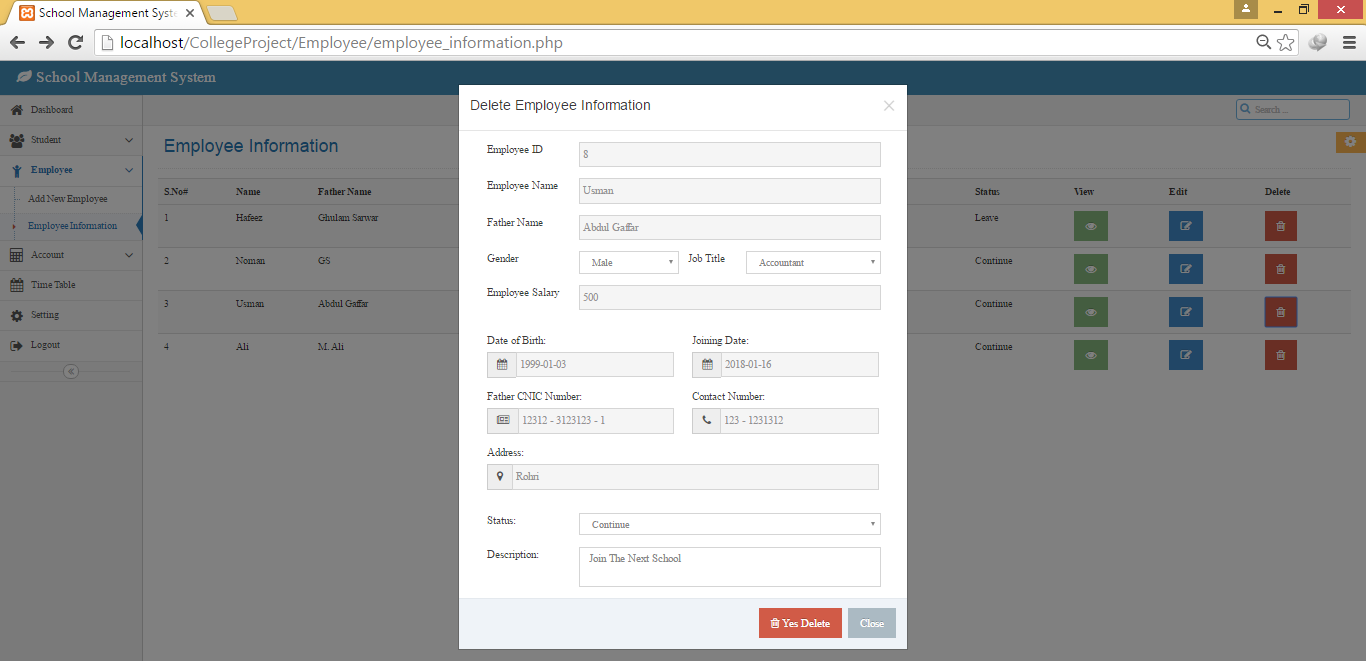 School Management Syst
localhost/CollegeProject/Employee/employee_information.php
School Management System
Dashboard
Student
Employee
Add New Employee
Employee Information
Account
Time Table
Setting
Logout
Search ...
Employee Information
S.No# Name Father Name Status View Edit Delete
1 Hafeez Ghulam Sarwar Leave
2 Noman GS Continue
3 Usman Abdul Gaffar Continue
4 Ali M. Ali Continue
Delete Employee Information ×
Employee ID 8
Employee Name Usman
Father Name Abdul Gaffar
Gender Male Job Title Accountant
Employee Salary 500
Date of Birth: Joining Date:
1999-01-03 2018-01-16
Father CNIC Number: Contact Number:
12312 - 3123123 - 1 123 - 1231312
Address:
Rohri
Status: Continue
Description: Join The Next School
Yes Delete Close